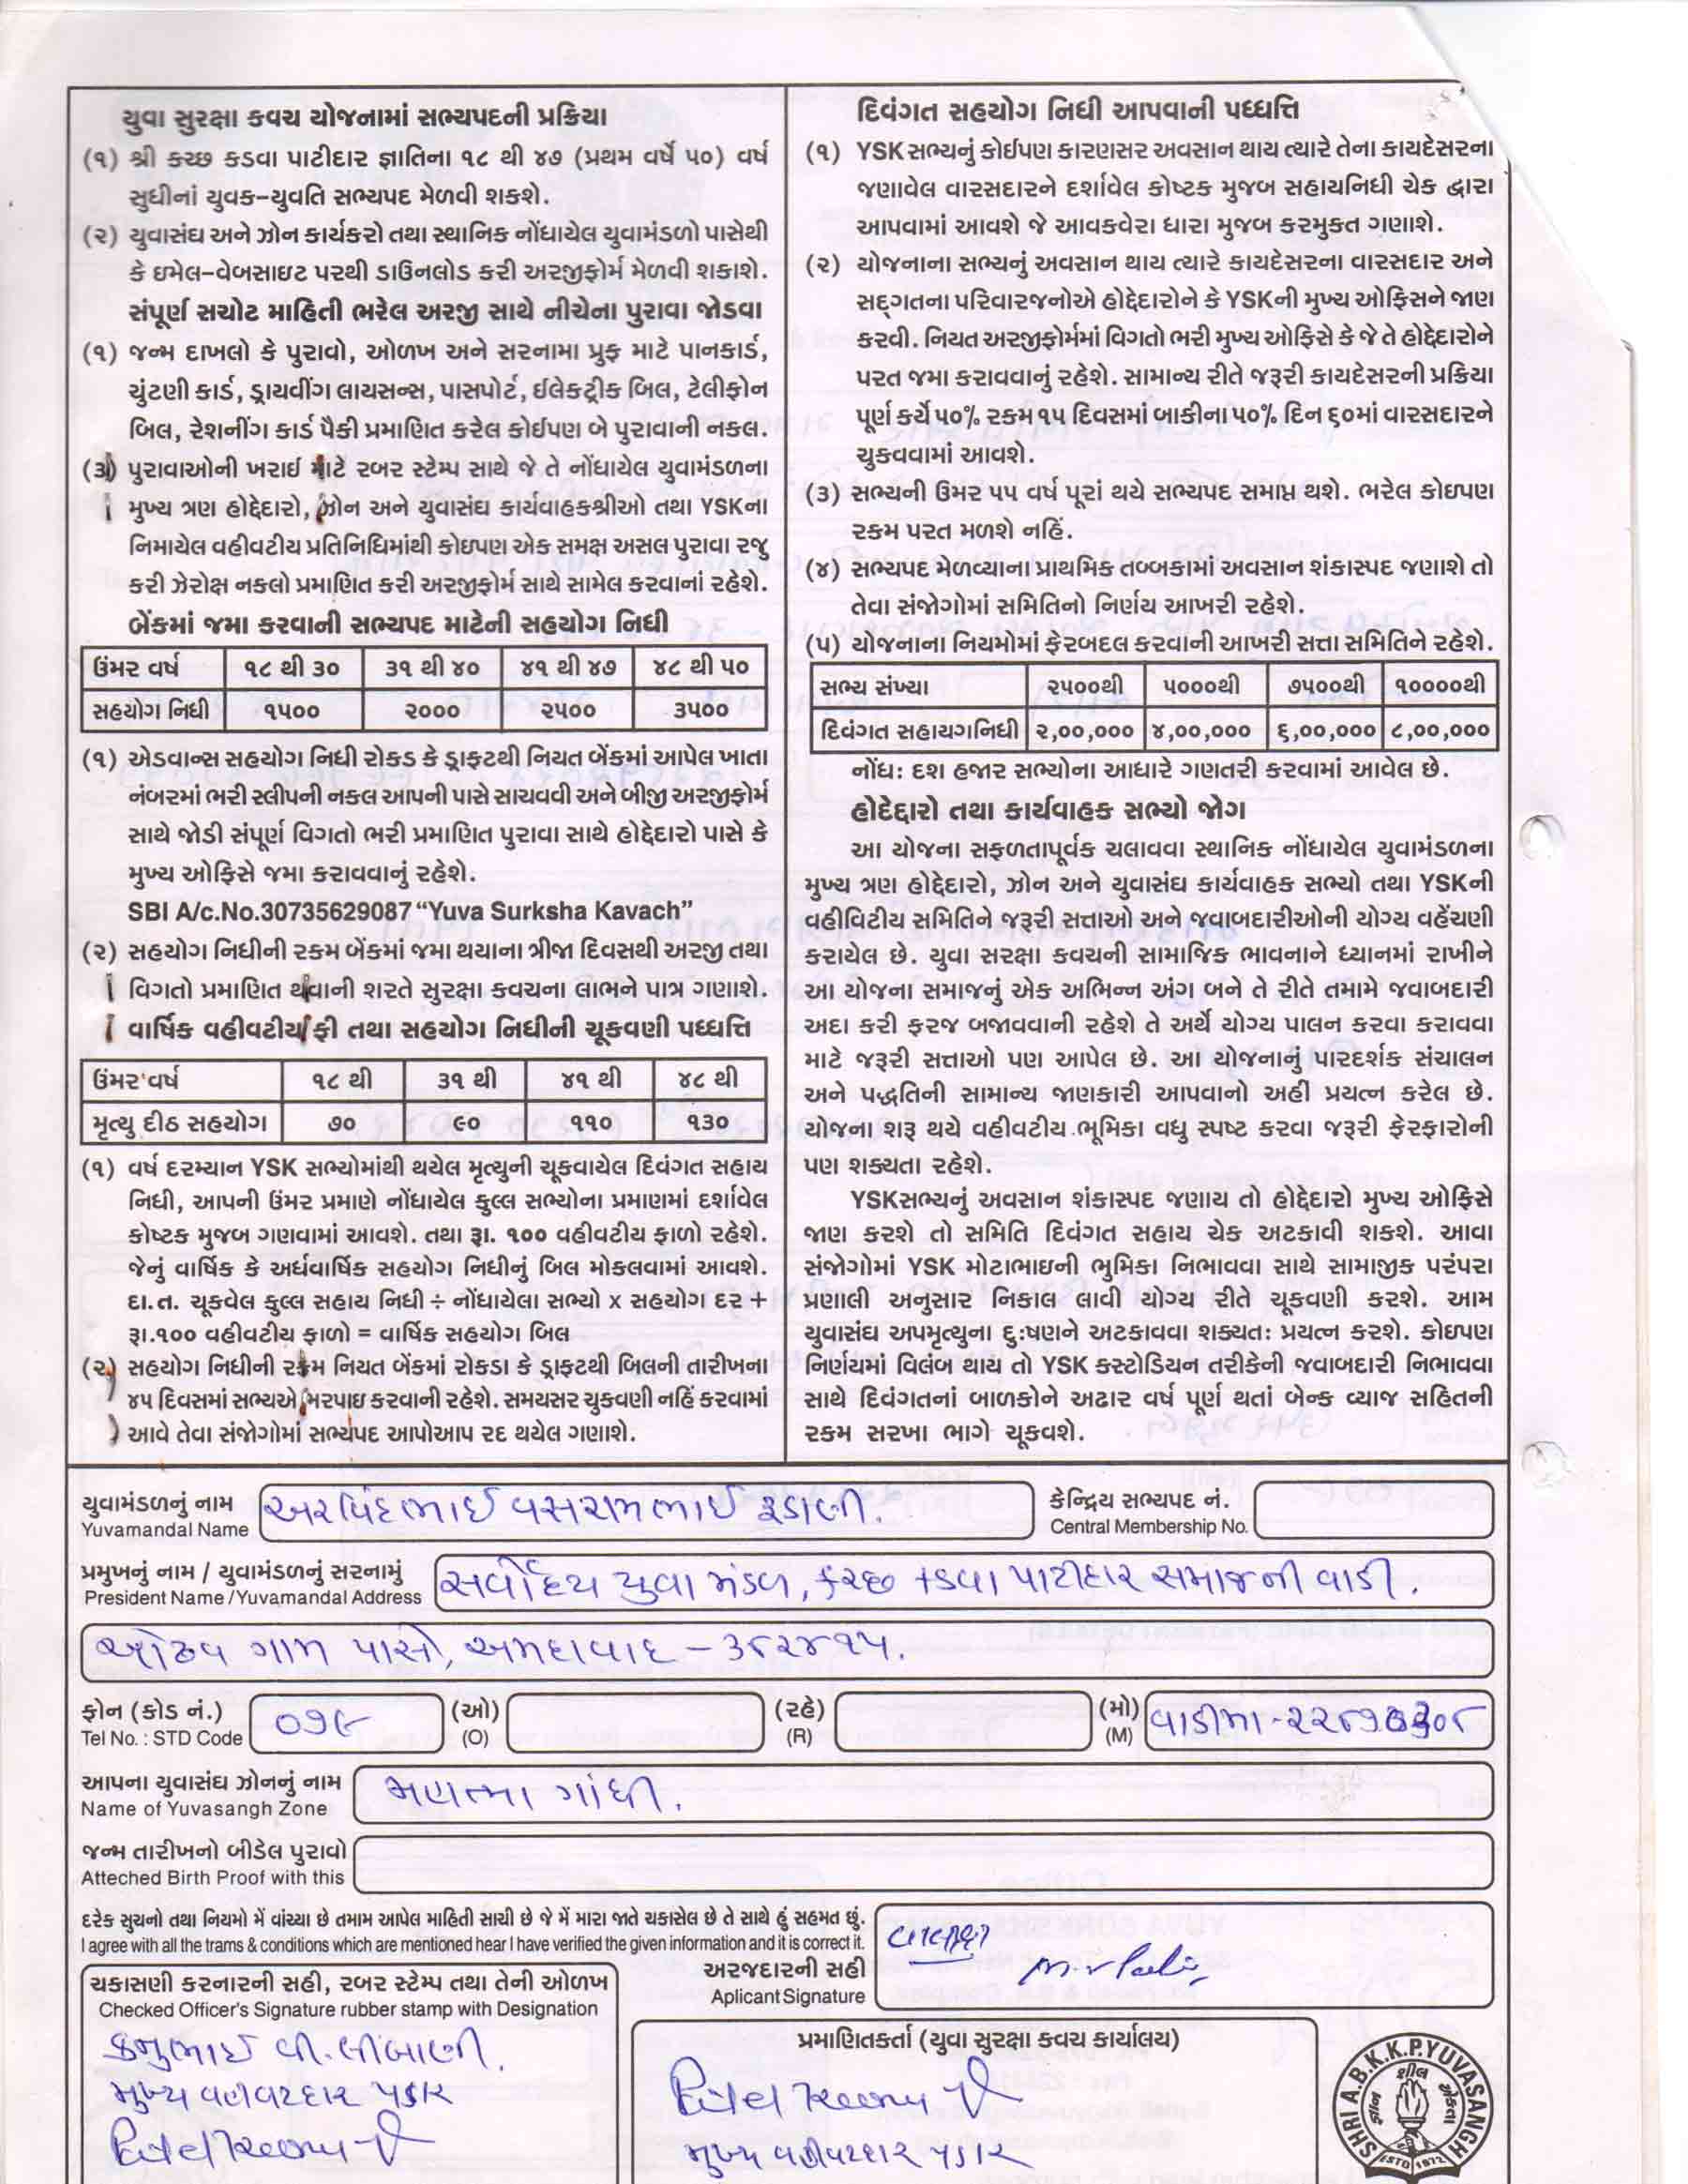 યુવા સુરક્ષા કવચ યોજનામાં સભ્યપદની પ્રક્રિયા
(૧) શ્રી કચ્છ કડવા પાટીદાર જ્ઞાતિના ૧૮ થી ૪૭ (પ્રથમ વર્ષે ૫૦) વર્ષ
સુધીનાં યુવક-યુવતિ સભ્યપદ મેળવી શકશે.
(૨) યુવાસંઘ અને ઝોન કાર્યકરો તથા સ્થાનિક નોંધાયેલ યુવામંડળો પાસેથી
કે ઇમેલ-વેબસાઇટ પરથી ડાઉનલોડ કરી અરજીફોર્મ મેળવી શકાશે.
સંપૂર્ણ સચોટ માહિતી ભરેલ અરજી સાથે નીચેના પુરાવા જોડવા
(૧) જન્મ દાખલો કે પુરાવો, ઓળખ અને સરનામા પ્રુફ માટે પાનકાર્ડ,
ચુંટણી કાર્ડ, ડ્રાયવીંગ લાયસન્સ, પાસપોર્ટ, ઈલેક્ટ્રીક બિલ, ટેલીફોન
બિલ, રેશનીંગ કાર્ડ પૈકી પ્રમાણિત કરેલ કોઈપણ બે પુરાવાની નકલ.
(૩) પુરાવાઓની ખરાઈ માટે રબર સ્ટેમ્પ સાથે જે તે નોંધાયેલ યુવામંડળના
મુખ્ય ત્રણ હોદ્દેદારો, ઝોન અને યુવાસંઘ કાર્યવાહકશ્રીઓ તથા YSKના
નિમાયેલ વહીવટીય પ્રતિનિધિમાંથી કોઇપણ એક સમક્ષ અસલ પુરાવા રજુ
કરી ઝેરોક્ષ નકલો પ્રમાણિત કરી અરજીફોર્મ સાથે સામેલ કરવાનાં રહેશે.
બેંકમાં જમા કરવાની સભ્યપદ માટેની સહયોગ નિધી
ઉંમર વર્ષ ૧૮ થી ૩૦ ૩૧ થી ૪૦ ૪૧ થી ૪૭ ૪૮ થી ૫૦
સહયોગ નિધી ૧૫૦૦ ૨૦૦૦ ૨૫૦૦ ૩૫૦૦
(૧) એડવાન્સ સહયોગ નિધી રોકડ કે ડ્રાફ્ટથી નિયત બેંકમાં આપેલ ખાતા
નંબરમાં ભરી સ્લીપની નકલ આપની પાસે સાચવવી અને બીજી અરજીફોર્મ
સાથે જોડી સંપૂર્ણ વિગતો ભરી પ્રમાણિત પુરાવા સાથે હોદ્દેદારો પાસે કે
મુખ્ય ઓફિસે જમા કરાવવાનું રહેશે.
SBI A/c.No.30735629087 “Yuva Surksha Kavach”
(૨) સહયોગ નિધીની રકમ બેંકમાં જમા થયાના ત્રીજા દિવસથી અરજી તથા
વિગતો પ્રમાણિત થવાની શરતે સુરક્ષા કવચના લાભને પાત્ર ગણાશે.
વાર્ષિક વહીવટીય ફી તથા સહયોગ નિધીની ચૂકવણી પધ્ધતિ
ઉંમર વર્ષ ૧૮ થી ૩૧ થી ૪૧ થી ૪૮ થી
મૃત્યુ દીઠ સહયોગ ૭૦ ૯૦ ૧૧૦ ૧૩૦
(૧) વર્ષ દરમ્યાન YSK સભ્યોમાંથી થયેલ મૃત્યુની ચૂકવાયેલ દિવંગત સહાય
નિધી, આપની ઉંમર પ્રમાણે નોંધાયેલ કુલ્લ સભ્યોના પ્રમાણમાં દર્શાવેલ
કોષ્ટક મુજબ ગણવામાં આવશે. તથા રૂા. ૧૦૦ વહીવટીય ફાળો રહેશે.
જેનું વાર્ષિક કે અર્ધવાર્ષિક સહયોગ નિધીનું બિલ મોકલવામાં આવશે.
દા.ત. ચૂકવેલ કુલ્લ સહાય નિધી ÷ નોંધાયેલા સભ્યો x સહયોગ દર +
રૂા.૧૦૦ વહીવટીય ફાળો = વાર્ષિક સહયોગ બિલ
(૨) સહયોગ નિધીની રકમ નિયત બેંકમાં રોકડા કે ડ્રાફ્ટથી બિલની તારીખના
૪૫ દિવસમાં સભ્યએ ભરપાઇ કરવાની રહેશે. સમયસર ચુકવણી નહિં કરવામાં
આવે તેવા સંજોગોમાં સભ્યપદ આપોઆપ રદ થયેલ ગણાશે.
દિવંગત સહયોગ નિધી આપવાની પધ્ધત્તિ
(૧) YSK સભ્યનું કોઈપણ કારણસર અવસાન થાય ત્યારે તેના કાયદેસરના
જણાવેલ વારસદારને દર્શાવેલ કોષ્ટક મુજબ સહાયનિધી ચેક દ્વારા
આપવામાં આવશે જે આવકવેરા ધારા મુજબ કરમુક્ત ગણાશે.
(૨) યોજનાના સભ્યનું અવસાન થાય ત્યારે કાયદેસરના વારસદાર અને
સદ્ગતના પરિવારજનોએ હોદ્દેદારોને કે YSKની મુખ્ય ઓફિસને જાણ
કરવી. નિયત અરજીફોર્મમાં વિગતો ભરી મુખ્ય ઓફિસે કે જે તે હોદ્દેદારોને
પરત જમા કરાવવાનું રહેશે. સામાન્ય રીતે જરૂરી કાયદેસરની પ્રક્રિયા
પૂર્ણ કર્યે ૫૦% રકમ ૧૫ દિવસમાં બાકીના ૫૦% દિન ૬૦માં વારસદારને
ચુકવવામાં આવશે.
(૩) સભ્યની ઉંમર ૫૫ વર્ષ પૂરાં થયે સભ્યપદ સમાપ્ત થશે. ભરેલ કોઇપણ
રકમ પરત મળશે નહિં.
(૪) સભ્યપદ મેળવ્યાના પ્રાથમિક તબ્બકામાં અવસાન શંકાસ્પદ જણાશે તો
તેવા સંજોગોમાં સમિતિનો નિર્ણય આખરી રહેશે.
(૫) યોજનાના નિયમોમાં ફેરબદલ કરવાની આખરી સત્તા સમિતિને રહેશે.
સભ્ય સંખ્યા ૨૫૦૦થી ૫૦૦૦થી ૭૫૦૦થી ૧૦૦૦૦થી
દિવંગત સહાયગનિધી ૨,૦૦,૦૦૦ ૪,૦૦,૦૦૦ ૬,૦૦,૦૦૦ ૮,૦૦,૦૦૦
નોંધઃ દશ હજાર સભ્યોના આધારે ગણતરી કરવામાં આવેલ છે.
હોદેદ્દારો તથા કાર્યવાહક સભ્યો જોગ
આ યોજના સફળતાપૂર્વક ચલાવવા સ્થાનિક નોંધાયેલ યુવામંડળના
મુખ્ય ત્રણ હોદ્દેદારો, ઝોન અને યુવાસંઘ કાર્યવાહક સભ્યો તથા YSKની
વહીવિટીય સમિતિને જરૂરી સત્તાઓ અને જવાબદારીઓની યોગ્ય વહેંચણી
કરાયેલ છે. યુવા સરક્ષા કવચની સામાજિક ભાવનાને ધ્યાનમાં રાખીને
આ યોજના સમાજનું એક અભિન્ન અંગ બને તે રીતે તમામે જવાબદારી
અદા કરી ફરજ બજાવવાની રહેશે તે અર્થે યોગ્ય પાલન કરવા કરાવવા
માટે જરૂરી સત્તાઓ પણ આપેલ છે. આ યોજનાનું પારદર્શક સંચાલન
અને પદ્ધતિની સામાન્ય જાણકારી આપવાનો અહી પ્રયત્ન કરેલ છે.
યોજના શરૂ થયે વહીવટીય ભૂમિકા વધુ સ્પષ્ટ કરવા જરૂરી ફેરફારોની
પણ શક્યતા રહેશે.
YSKસભ્યનું અવસાન શંકાસ્પદ જણાય તો હોદ્દેદારો મુખ્ય ઓફિસે
જાણ કરશે તો સમિતિ દિવંગત સહાય ચેક અટકાવી શકશે. આવા
સંજોગોમાં YSK મોટાભાઇની ભુમિકા નિભાવવા સાથે સામાજીક પરંપરા
પ્રણાલી અનુસાર નિકાલ લાવી યોગ્ય રીતે ચૂકવણી કરશે. આમ
યુવાસંઘ અપમૃત્યુના દુઃષણને અટકાવવા શક્યતઃ પ્રયત્ન કરશે. કોઇપણ
નિર્ણયમાં વિલંબ થાય તો YSK કસ્ટોડિયન તરીકેની જવાબદારી નિભાવવા
સાથે દિવંગતનાં બાળકોને અઢાર વર્ષ પૂર્ણ થતાં બેન્ક વ્યાજ સહિતની
રકમ સરખા ભાગે ચૂકવશે.
યુવામંડળનું નામ અરવિંદભાઈ વસરામભાઈ રૂડાણી.
Yuvamandal Name
કેન્દ્રિય સભ્યપદ નં.
Central Membership No.
પ્રમુખનું નામ / યુવામંડળનું સરનામું સર્વોદય યુવા મંડળ, કચ્છ કડવા પાટીદાર સમાજની વાડી.
President Name /Yuvamandal Address
ઓઢવ ગામ પાસે, અમદાવાદ - ૩૮૨૪૧૫.
ફોન (કોડ નં.) ૦૭૯ (ઓ) (રહે) (મો) વાડીમા
Tel No. : STD Code (O) (R) (M)
આપના યુવાસંઘ ઝોનનું નામ મહાત્મા ગાંધી.
Name of Yuvasangh Zone
જન્મ તારીખનો બીડેલ પુરાવો
Atteched Birth Proof with this
દરેક સુચનો તથા નિયમો મેં વાંચ્યા છે તમામ આપેલ માહિતી સાચી છે જે મેં મારા જાતે ચકાસેલ છે તે સાથે હું સહમત છું.
I agree with all the trams & conditions which are mentioned hear I have verified the given information and it is correct it.
અરજદારની સહી
Aplicant Signature
ચકાસણી કરનારની સહી, રબર સ્ટેમ્પ તથા તેની ઓળખ
Checked Officer's Signature rubber stamp with Designation
કનુભાઈ વી. લીંબાણી.
મુખ્ય વહીવટદાર
પ્રમાણિતકર્તા (યુવા સુરક્ષા કવચ કાર્યાલય)
મુખ્ય વહીવટદાર
SHRI A.B.K.K.P.YUVASANGH
શીલ
એકતા
ESTD 1972